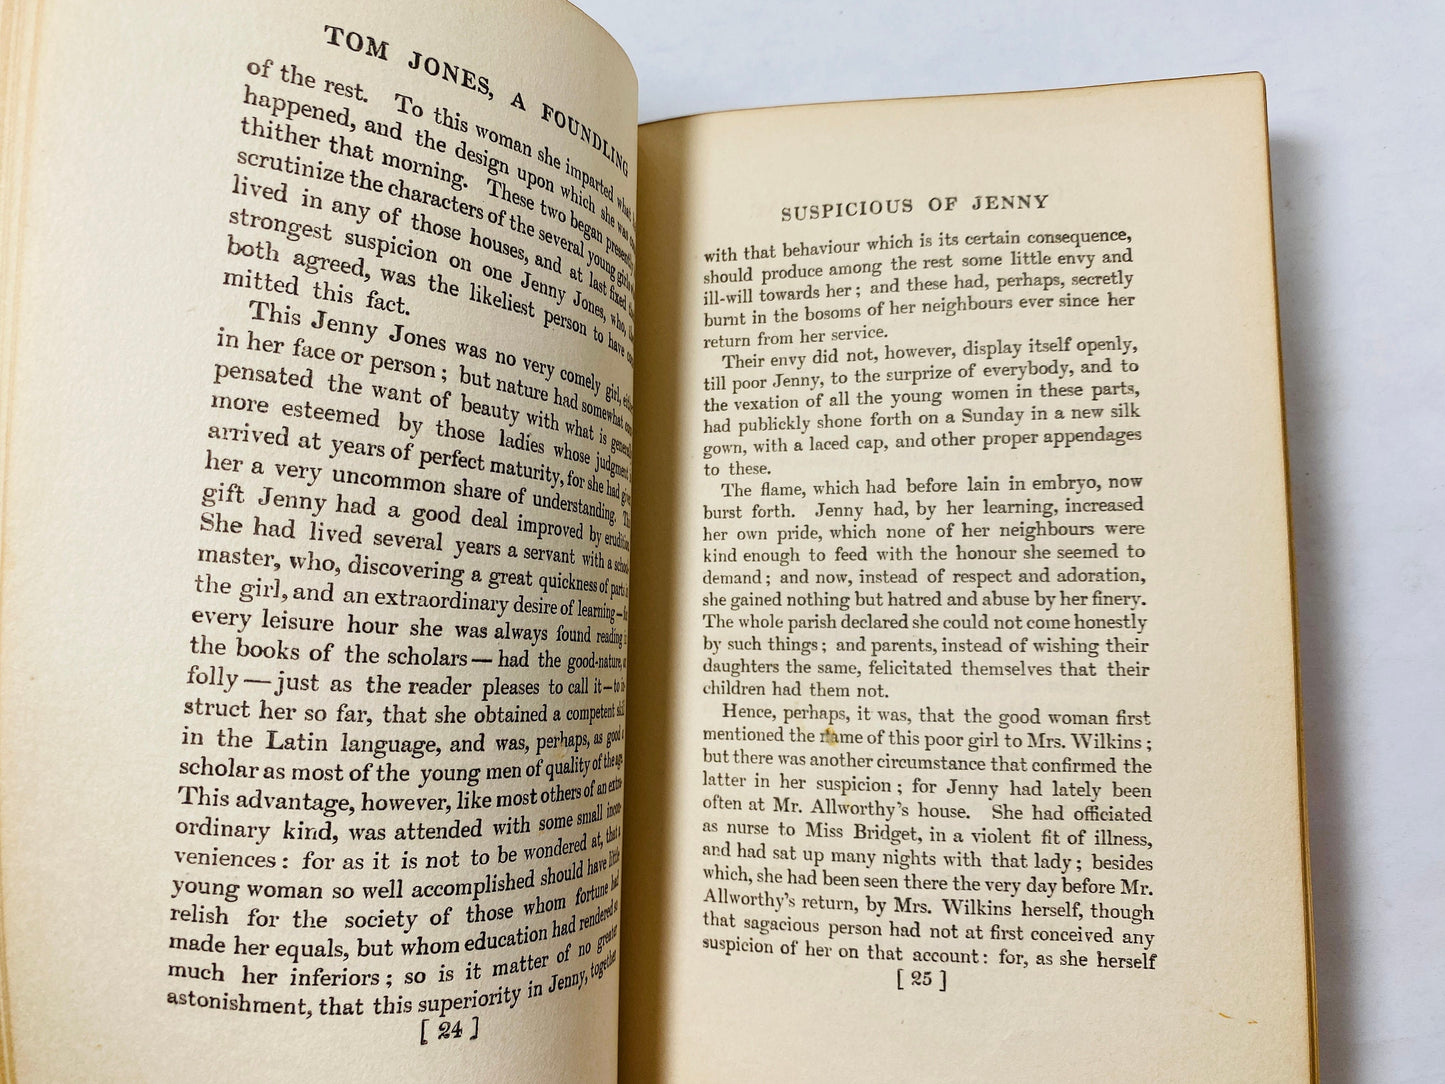 TOM JONES, A FOUNDLING
of the rest. To this woman she imparted what
happened, and the design upon which she was
thither that morning. These two began presently
scrutinize the characters of the several young girls
lived in any of those houses, and at last fixed
strongest suspicion on one Jenny Jones, who,
both agreed, was the likeliest person to have
mitted this fact.
This Jenny Jones was no very comely girl,
in her face or person; but nature had somewhat
pensated the want of beauty with what is generally
more esteemed by those ladies whose judgment
arrived at years of perfect maturity, for she had
her a very uncommon share of understanding. This
gift Jenny had a good deal improved by erudition
She had lived several years a servant with a school-
master, who, discovering a great quickness of parts
the girl, and an extraordinary desire of learning—
every leisure hour she was always found reading
the books of the scholars—had the good-nature,
folly—just as the reader pleases to call it—to
struct her so far, that she obtained a competent skill
in the Latin language, and was, perhaps, as good
scholar as most of the young men of quality of the age
This advantage, however, like most others of an extra-
ordinary kind, was attended with some small incon-
veniences: for as it is not to be wondered at, that a
young woman so well accomplished should have little
relish for the society of those whom fortune had
made her equals, but whom education had rendered so
much her inferiors; so is it matter of no greater
astonishment, that this superiority in Jenny, together
[ 24 ]
SUSPICIOUS OF JENNY
with that behaviour which is its certain consequence,
should produce among the rest some little envy and
ill-will towards her; and these had, perhaps, secretly
burnt in the bosoms of her neighbours ever since her
return from her service.
Their envy did not, however, display itself openly,
till poor Jenny, to the surprize of everybody, and to
the vexation of all the young women in these parts,
had publickly shone forth on a Sunday in a new silk
gown, with a laced cap, and other proper appendages
to these.
The flame, which had before lain in embryo, now
burst forth. Jenny had, by her learning, increased
her own pride, which none of her neighbours were
kind enough to feed with the honour she seemed to
demand; and now, instead of respect and adoration,
she gained nothing but hatred and abuse by her finery.
The whole parish declared she could not come honestly
by such things; and parents, instead of wishing their
daughters the same, felicitated themselves that their
children had them not.
Hence, perhaps, it was, that the good woman first
mentioned the name of this poor girl to Mrs. Wilkins;
but there was another circumstance that confirmed the
latter in her suspicion; for Jenny had lately been
often at Mr. Allworthy's house. She had officiated
as nurse to Miss Bridget, in a violent fit of illness,
and had sat up many nights with that lady; besides
which, she had been seen there the very day before Mr.
Allworthy's return, by Mrs. Wilkins herself, though
that sagacious person had not at first conceived any
suspicion of her on that account: for, as she herself
[ 25 ]